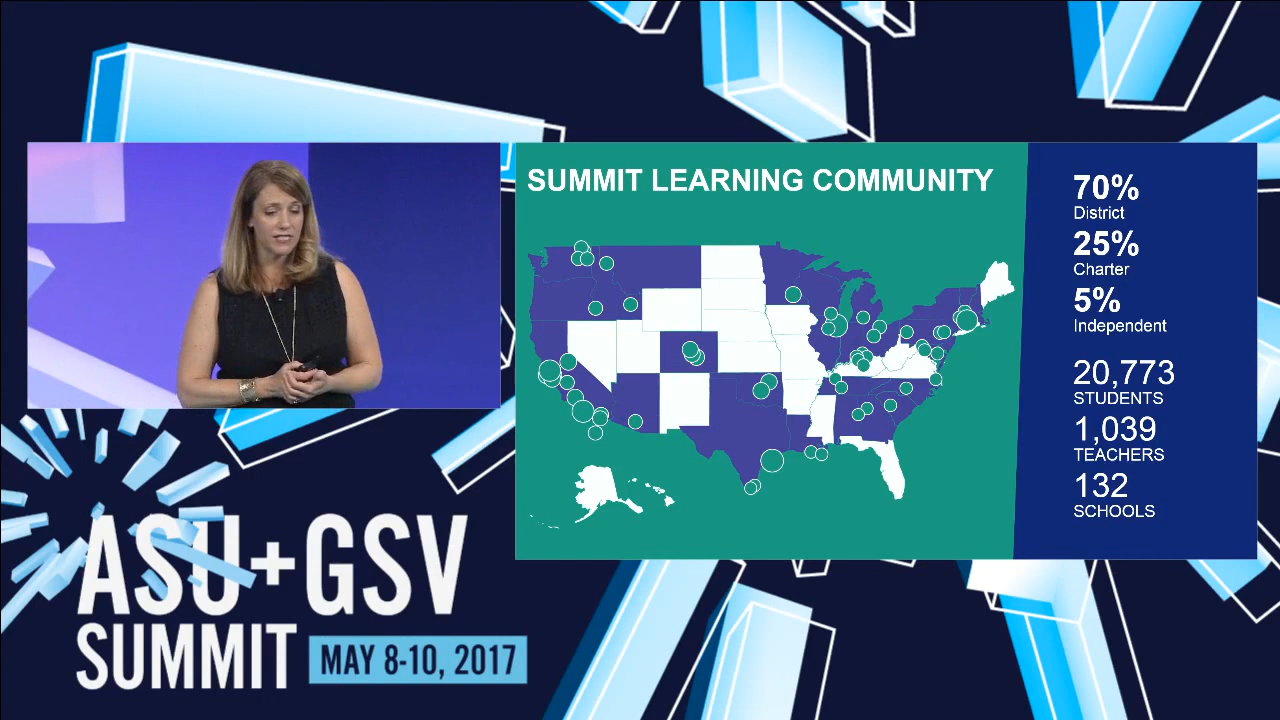 SUMMIT LEARNING COMMUNITY
70%
District
25%
Charter
5%
Independent
20,773
STUDENTS
1,039
TEACHERS
132
SCHOOLS
ASU+GSV
SUMMIT
MAY 8-10, 2017